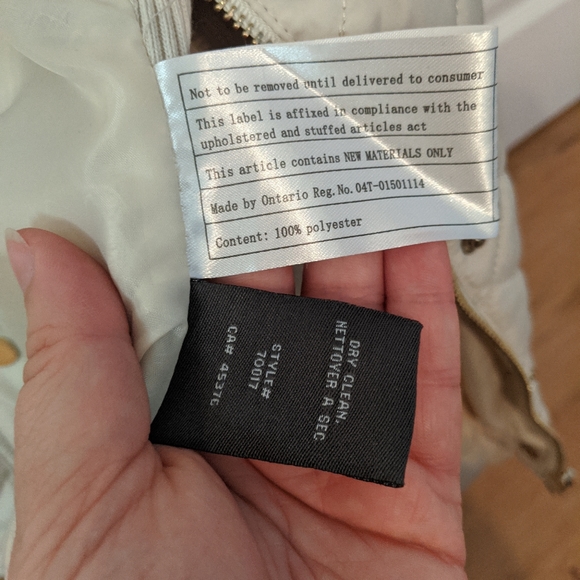 Not to be removed until delivered to consumer
This label is affixed in compliance with the
upholstered and stuffed articles act
This article contains NEW MATERIALS ONLY
Made by Ontario Reg.No. 04T-01501114
Content: 100% polyester
DRY CLEAN.
NETTOYER A SEC
STYLE#
70017
CA# 45376